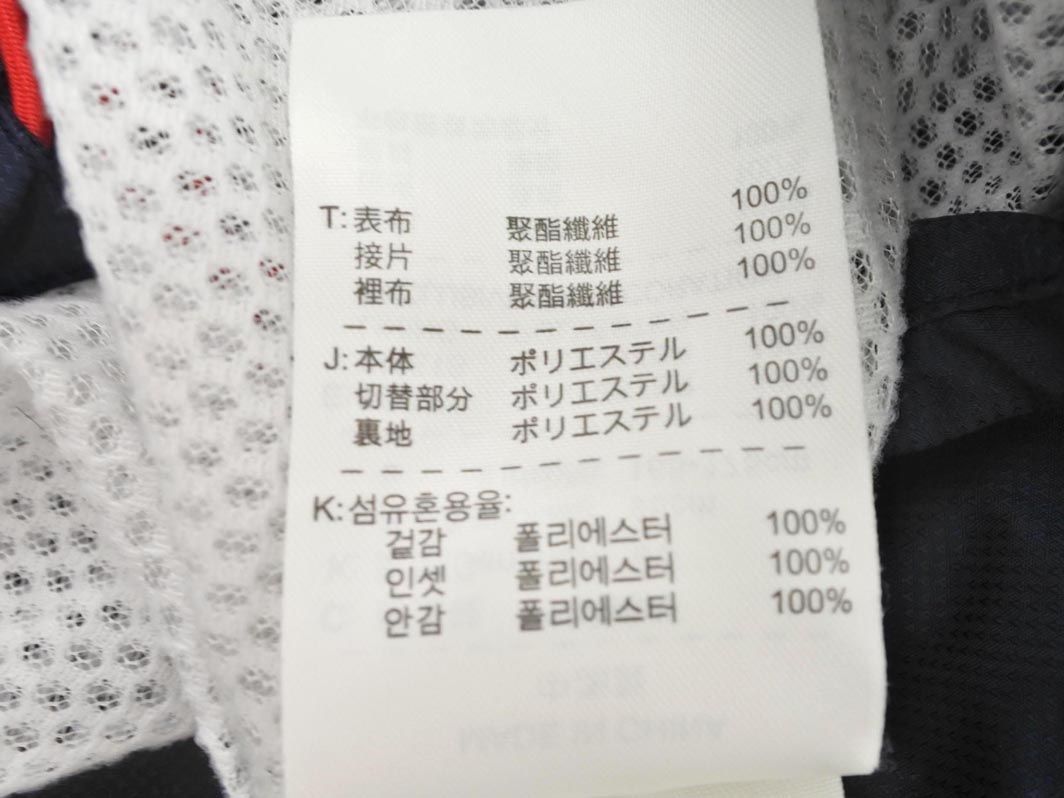 T: 表布 聚酯纖維 100%
接片 聚酯纖維 100%
裡布 聚酯纖維 100%
J: 本体 ポリエステル 100%
切替部分 ポリエステル 100%
裏地 ポリエステル 100%
K: 섬유혼용율:
겉감 폴리에스터 100%
인셋 폴리에스터 100%
안감 폴리에스터 100%
MADE IN CHINA